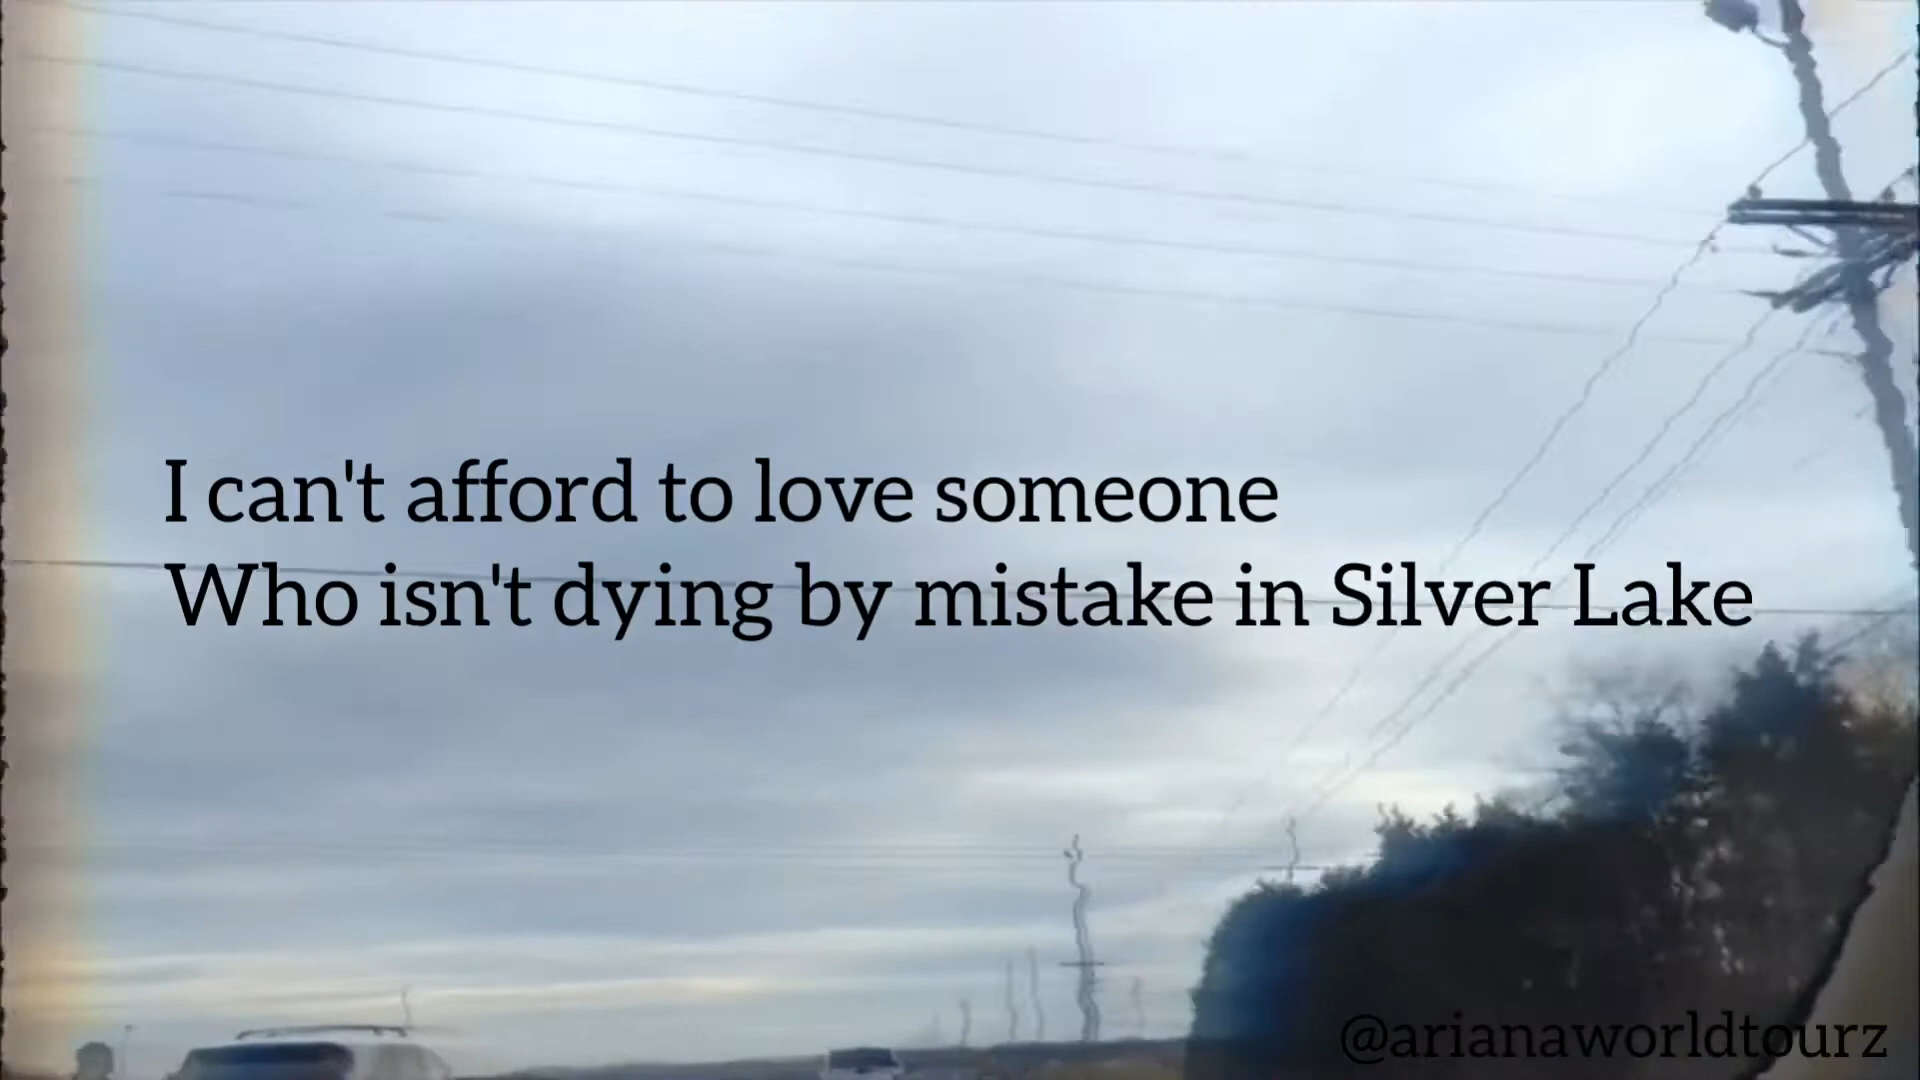 I can't afford to love someone
Who isn't dying by mistake in Silver Lake
@arianaworldtourz